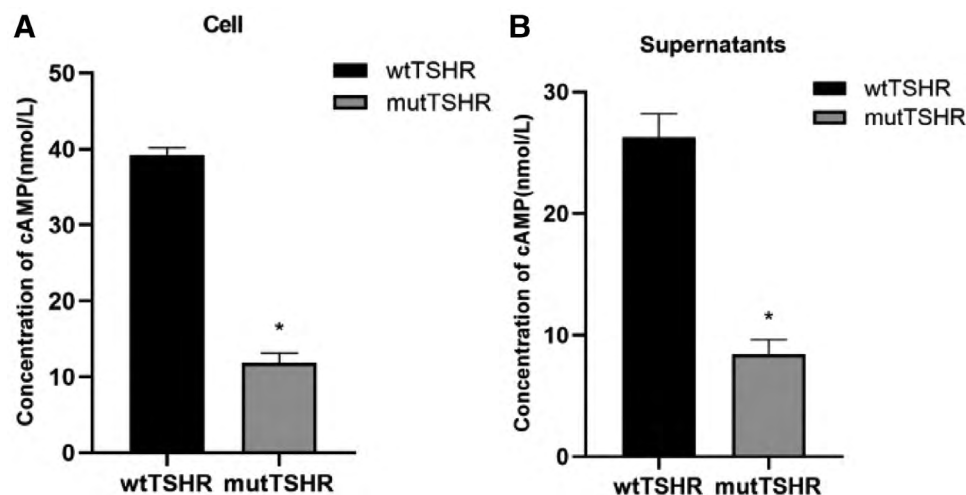 A
Cell
wtTSHR
mutTSHR
Concentration of cAMP(nmol/L)
50
40
30
20
10
0
*
wtTSHR mutTSHR
B
Supernatants
wtTSHR
mutTSHR
Concentration of cAMP(nmol/L)
30
20
10
0
*
wtTSHR mutTSHR